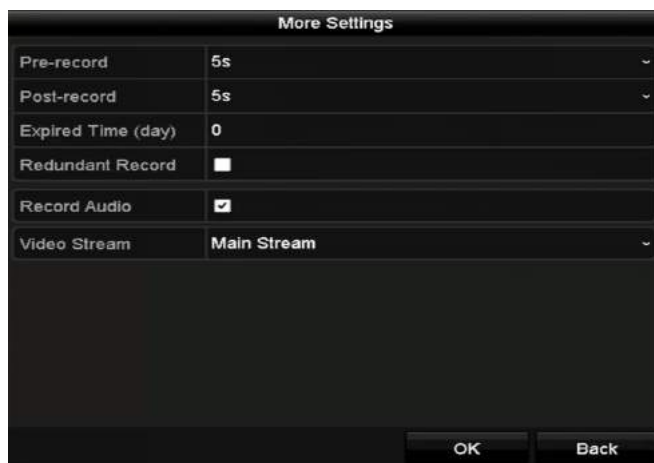 More Settings
Pre-record 5s
Post-record 5s
Expired Time (day) 0
Redundant Record
Record Audio
Video Stream Main Stream
OK Back